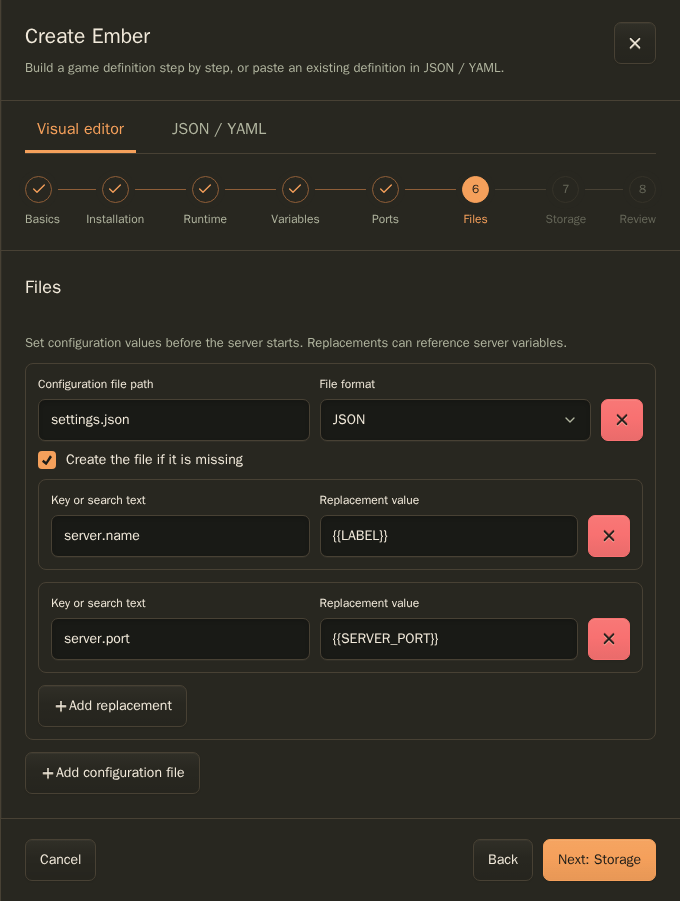 Create Ember
Build a game definition step by step, or paste an existing definition in JSON / YAML.
Visual editor
JSON / YAML
6
7
8
Basics
Installation
Runtime
Variables
Ports
Files
Storage
Review
Files
Set configuration values before the server starts. Replacements can reference server variables.
Configuration file path
File format
settings.json
JSON
Create the file if it is missing
Key or search text
Replacement value
server.name
{{LABEL}}
Key or search text
Replacement value
server.port
{{SERVER_PORT}}
+Add replacement
+Add configuration file
Cancel
Back
Next: Storage